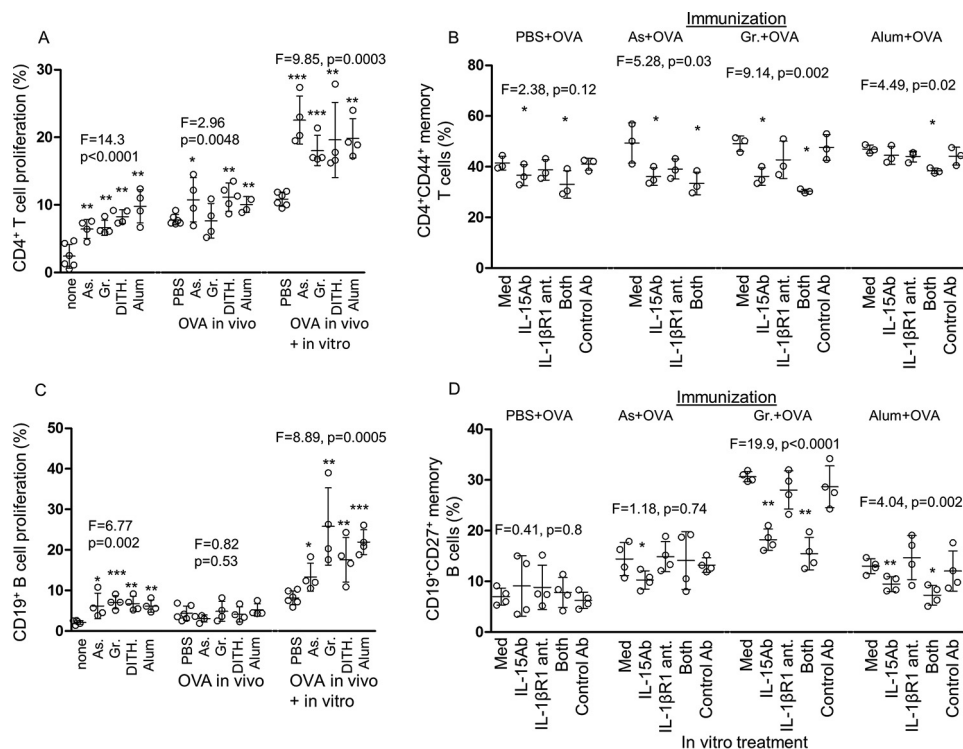 A
CD4+ T cell proliferation (%)
30
20
10
0
F=14.3
p<0.0001
F=2.96
p=0.0048
F=9.85, p=0.0003
** ** ** **
* ** **
*** *** ** **
none As. Gr. DITH. Alum
PBS As. Gr. DITH. Alum
PBS As. Gr. DITH. Alum
OVA in vivo
OVA in vivo
+ in vitro
B
Immunization
PBS+OVA As+OVA Gr.+OVA Alum+OVA
CD4+CD44+ memory
T cells (%)
80
60
40
20
0
F=2.38, p=0.12
F=5.28, p=0.03
F=9.14, p=0.002
F=4.49, p=0.02
* *
* *
* *
*
Med IL-15Ab IL-1βR1 ant. Both Control Ab
Med IL-15Ab IL-1βR1 ant. Both Control Ab
Med IL-15Ab IL-1βR1 ant. Both Control Ab
Med IL-15Ab IL-1βR1 ant. Both Control Ab
C
CD19+ B cell proliferation (%)
50
40
30
20
10
0
F=6.77
p=0.002
F=0.82
p=0.53
F=8.89, p=0.0005
* *** ** **
* ** ** ***
none As. Gr. DITH. Alum
PBS As. Gr. DITH. Alum
PBS As. Gr. DITH. Alum
OVA in vivo
OVA in vivo
+ in vitro
D
Immunization
PBS+OVA As+OVA Gr.+OVA Alum+OVA
CD19+CD27+ memory
B cells (%)
40
30
20
10
0
F=0.41, p=0.8
F=1.18, p=0.74
F=19.9, p<0.0001
F=4.04, p=0.002
*
** **
** *
Med IL-15Ab IL-1βR1 ant. Both Control Ab
Med IL-15Ab IL-1βR1 ant. Both Control Ab
Med IL-15Ab IL-1βR1 ant. Both Control Ab
Med IL-15Ab IL-1βR1 ant. Both Control Ab
In vitro treatment